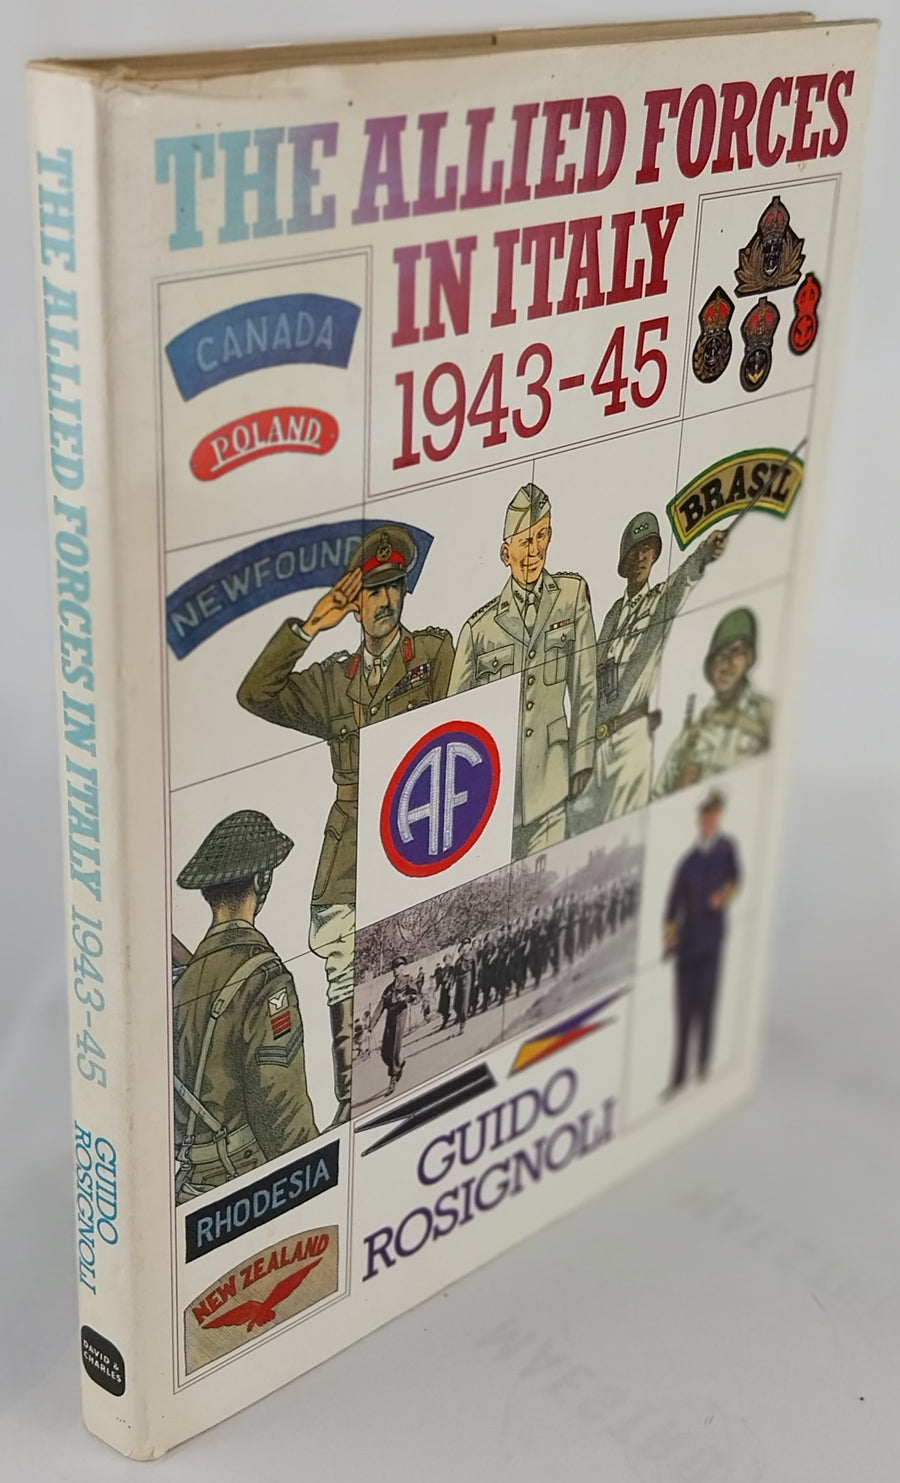 THE ALLIED FORCES
IN ITALY
1943-45
CANADA
POLAND
NEWFOUND
BRASIL
AF
RHODESIA
NEW ZEALAND
GUIDO
ROSIGNOLI
THE ALLIED FORCES IN ITALY 1943-45
GUIDO
ROSIGNOLI
DAVID &
CHARLES